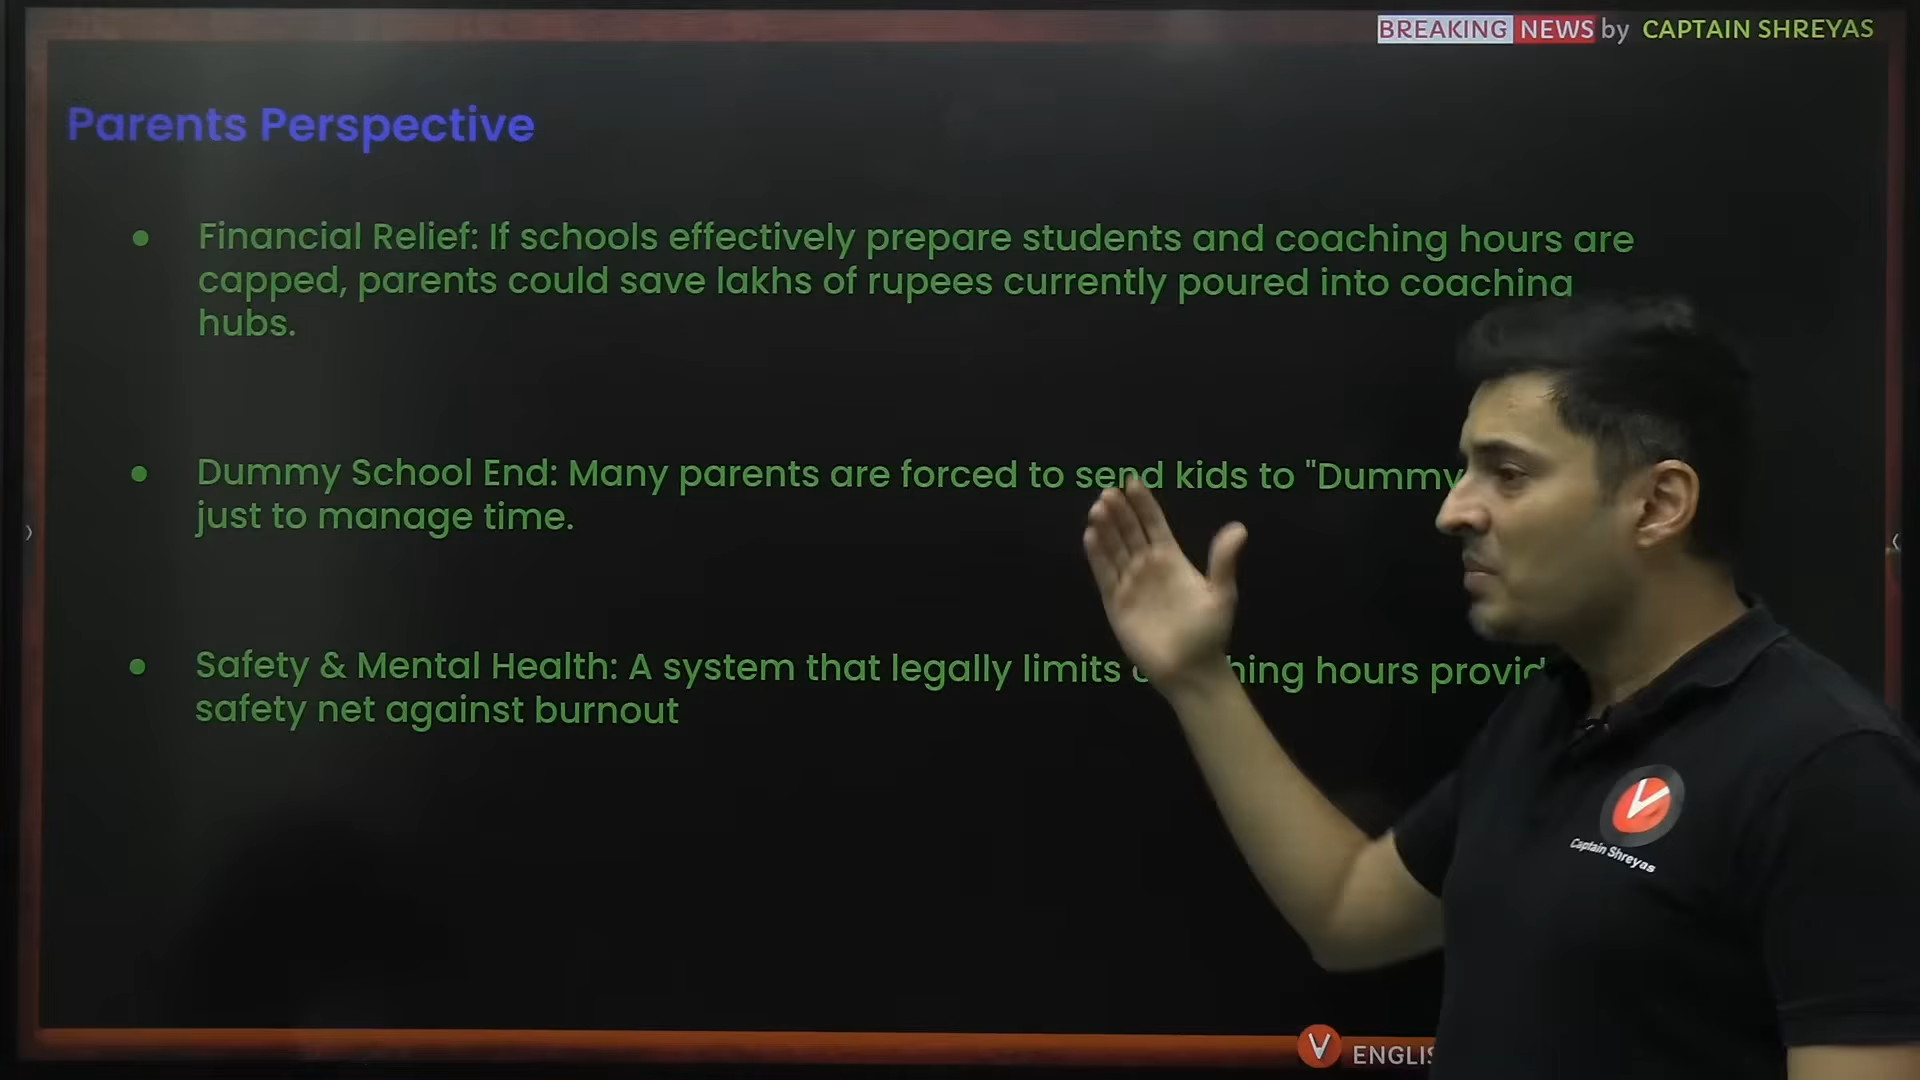 BREAKING NEWS by CAPTAIN SHREYAS
Parents Perspective
● Financial Relief: If schools effectively prepare students and coaching hours are
capped, parents could save lakhs of rupees currently poured into coaching
hubs.
● Dummy School End: Many parents are forced to send kids to "Dummy
just to manage time.
● Safety & Mental Health: A system that legally limits hours
safety net against burnout
V
Captain Shreyas
V